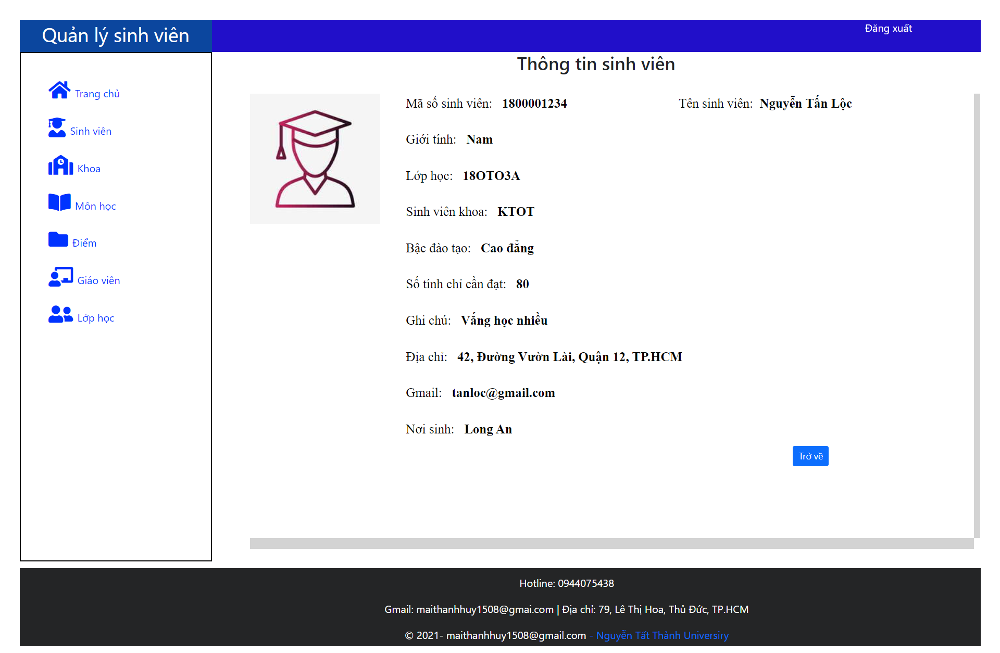 Quản lý sinh viên
Đăng xuất
Trang chủ
Sinh viên
Khoa
Môn học
Điểm
Giáo viên
Lớp học
Thông tin sinh viên
Mã số sinh viên: 1800001234 Tên sinh viên: Nguyễn Tấn Lộc
Giới tính: Nam
Lớp học: 18OTO3A
Sinh viên khoa: KTOT
Bậc đào tạo: Cao đẳng
Số tính chỉ cần đạt: 80
Ghi chú: Vắng học nhiều
Địa chỉ: 42, Đường Vườn Lài, Quận 12, TP.HCM
Gmail: tanloc@gmail.com
Nơi sinh: Long An
Trở về
Hotline: 0944075438
Gmail: maithanhhuy1508@gmai.com | Địa chỉ: 79, Lê Thị Hoa, Thủ Đức, TP.HCM
© 2021- maithanhhuy1508@gmail.com - Nguyễn Tất Thành Universiry